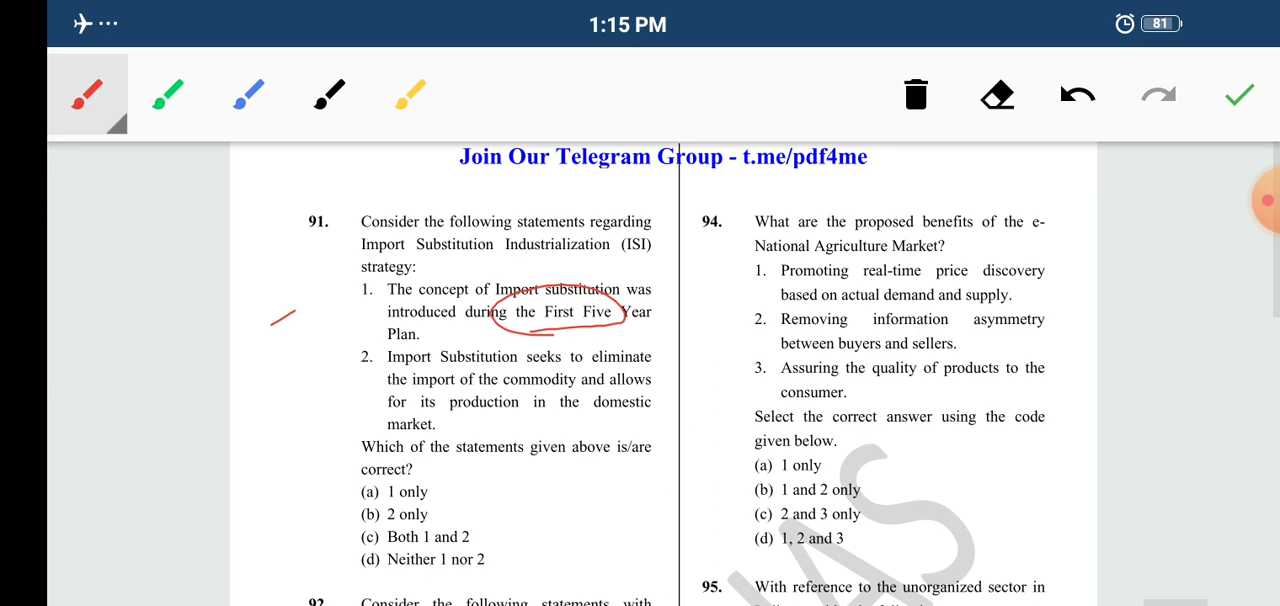 1:15 PM
81
Join Our Telegram Group - t.me/pdf4me
91. Consider the following statements regarding
Import Substitution Industrialization (ISI)
strategy:
1. The concept of Import substitution was
introduced during the First Five Year
Plan.
2. Import Substitution seeks to eliminate
the import of the commodity and allows
for its production in the domestic
market.
Which of the statements given above is/are
correct?
(a) 1 only
(b) 2 only
(c) Both 1 and 2
(d) Neither 1 nor 2
92. Consider the following statements with
94. What are the proposed benefits of the e-
National Agriculture Market?
1. Promoting real-time price discovery
based on actual demand and supply.
2. Removing information asymmetry
between buyers and sellers.
3. Assuring the quality of products to the
consumer.
Select the correct answer using the code
given below.
(a) 1 only
(b) 1 and 2 only
(c) 2 and 3 only
(d) 1, 2 and 3
95. With reference to the unorganized sector in
IAS